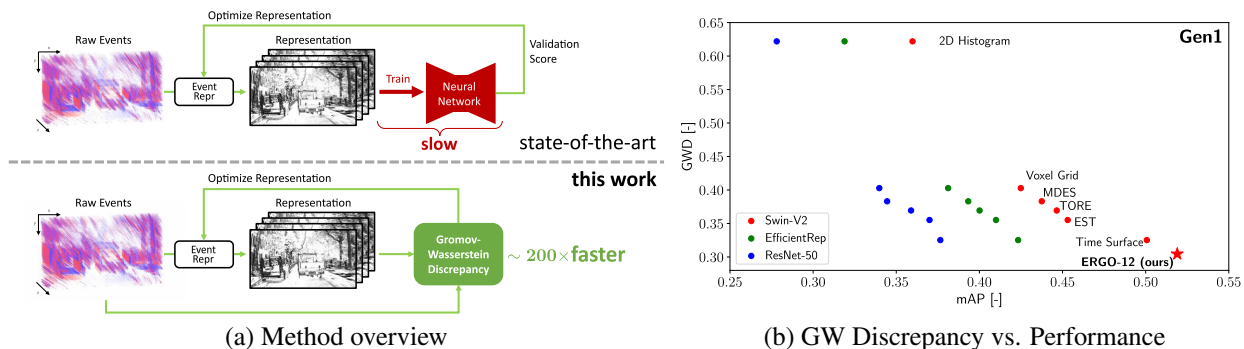 Optimize Representation
Raw Events
Representation
Validation
Score
Event
Repr
Train
Neural
Network
slow
state-of-the-art
this work
Optimize Representation
Raw Events
Representation
Event
Repr
Gromov-
Wasserstein
Discrepancy
~ 200×faster
(a) Method overview
Gen1
2D Histogram
Voxel Grid
MDES
TORE
EST
Time Surface
ERGO-12 (ours)
Swin-V2
EfficientRep
ResNet-50
GWD [-]
0.65
0.60
0.55
0.50
0.45
0.40
0.35
0.30
0.25
0.30
0.35
0.40
0.45
0.50
0.55
mAP [-]
(b) GW Discrepancy vs. Performance